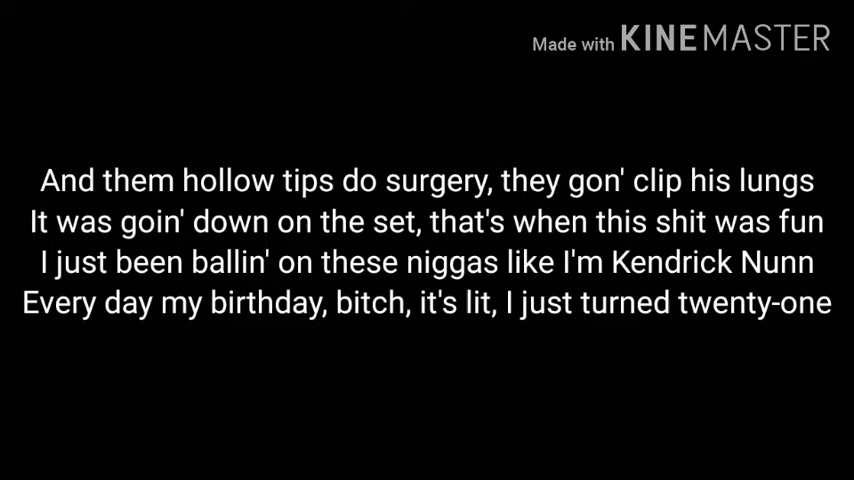 Made with KINEMASTER
And them hollow tips do surgery, they gon' clip his lungs
It was goin' down on the set, that's when this shit was fun
I just been ballin' on these niggas like I'm Kendrick Nunn
Every day my birthday, bitch, it's lit, I just turned twenty-one